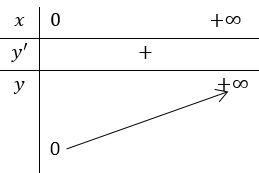 x 0 +∞
y′ +
y +∞
0